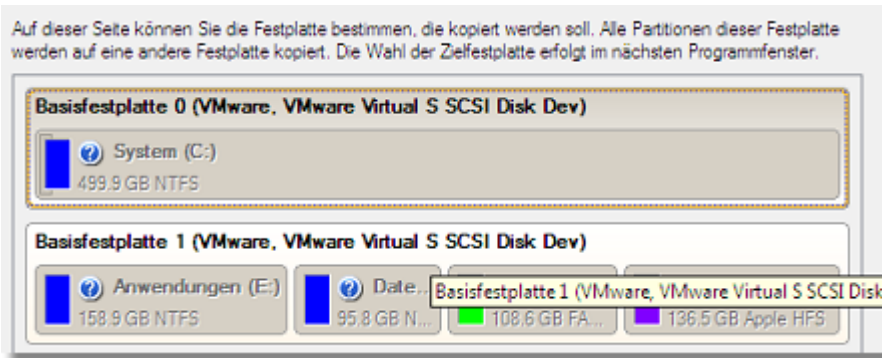 Auf dieser Seite können Sie die Festplatte bestimmen, die kopiert werden soll. Alle Partitionen dieser Festplatte
werden auf eine andere Festplatte kopiert. Die Wahl der Zielfestplatte erfolgt im nächsten Programmfenster.
Basisfestplatte 0 (VMware, VMware Virtual S SCSI Disk Dev)
System (C:)
499.9 GB NTFS
Basisfestplatte 1 (VMware, VMware Virtual S SCSI Disk Dev)
Anwendungen (E:)
158.9 GB NTFS
Date...
95.8 GB N...
Basisfestplatte 1 (VMware, VMware Virtual S SCSI Disk
108.6 GB FA...
136.5 GB Apple HFS